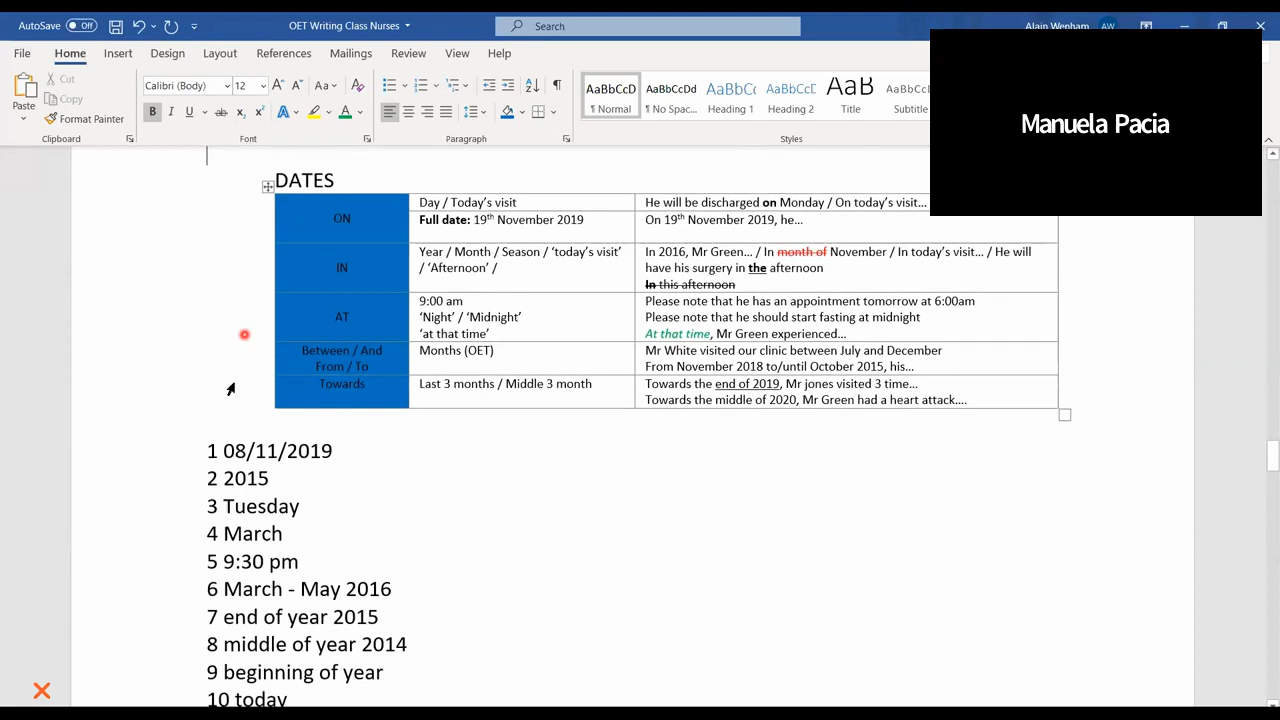 AutoSave Off OET Writing Class Nurses Search Alain Wenham AW
File Home Insert Design Layout References Mailings Review View Help
Manuela Pacia
Paste Cut Copy Format Painter
Calibri (Body) 12
AaBbCcD AaBbCcDd AaBbCc AaBbCcD AaB AaBbCcD
¶ Normal ¶ No Spac... Heading 1 Heading 2 Title Subtitle
Clipboard Font Paragraph Styles
DATES
ON Day / Today's visit He will be discharged on Monday / On today's visit...
Full date: 19th November 2019 On 19th November 2019, he...
IN Year / Month / Season / 'today's visit' In 2016, Mr Green... / In month of November / In today's visit... / He will
/ 'Afternoon' / have his surgery in the afternoon
In this afternoon
AT 9:00 am Please note that he has an appointment tomorrow at 6:00am
'Night' / 'Midnight' Please note that he should start fasting at midnight
'at that time' At that time, Mr Green experienced...
Between / And Months (OET) Mr White visited our clinic between July and December
From / To From November 2018 to/until October 2015, his...
Towards Last 3 months / Middle 3 month Towards the end of 2019, Mr jones visited 3 time...
Towards the middle of 2020, Mr Green had a heart attack....
1 08/11/2019
2 2015
3 Tuesday
4 March
5 9:30 pm
6 March - May 2016
7 end of year 2015
8 middle of year 2014
9 beginning of year
10 today